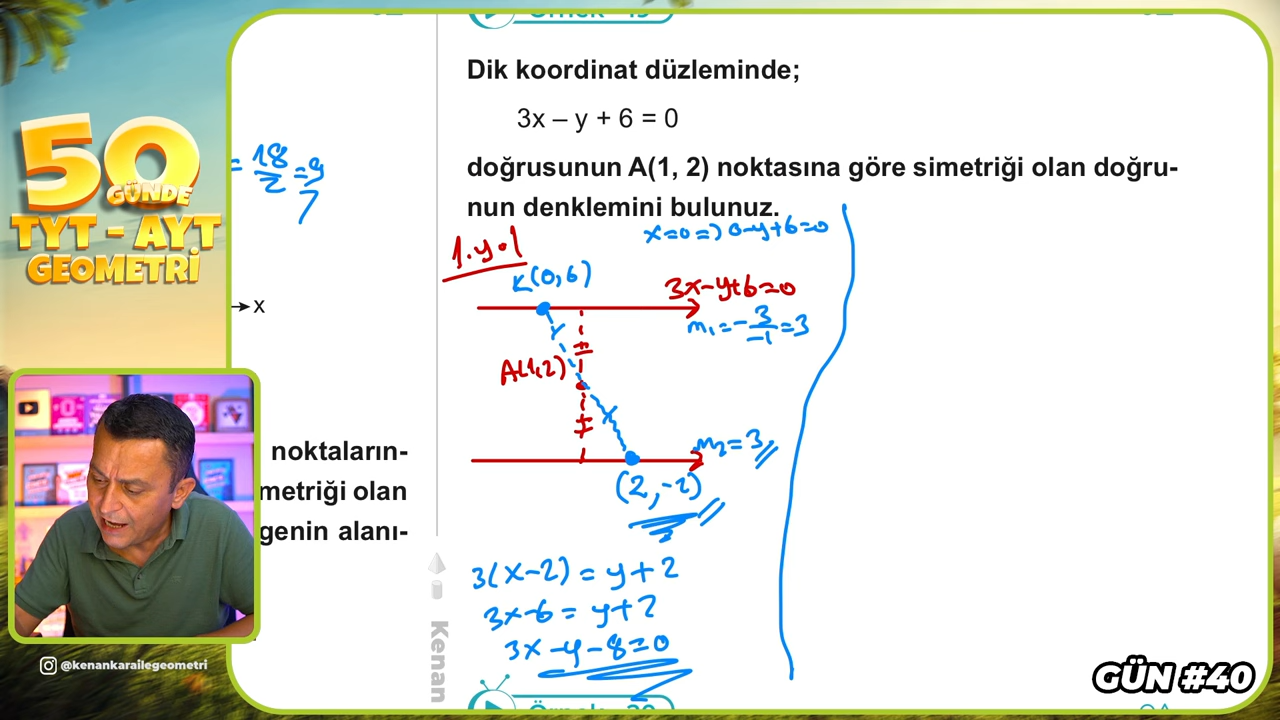 50
GÜNDE
TYT - AYT
GEOMETRİ
= 18/2 = 9
x
noktaların-
metriği olan
genin alanı-
Dik koordinat düzleminde;
3x – y + 6 = 0
doğrusunun A(1, 2) noktasına göre simetriği olan doğru-
nun denklemini bulunuz.
x=0 => 0-y+6=0
1.yol
K(0,6)
3x-y+6=0
m₁=-3/-1=3
A(1,2)
m₂=3
(2,-2)
3(x-2)=y+2
3x-6=y+2
3x-y-8=0
Kenan
@kenankarailegeometri
GÜN #40